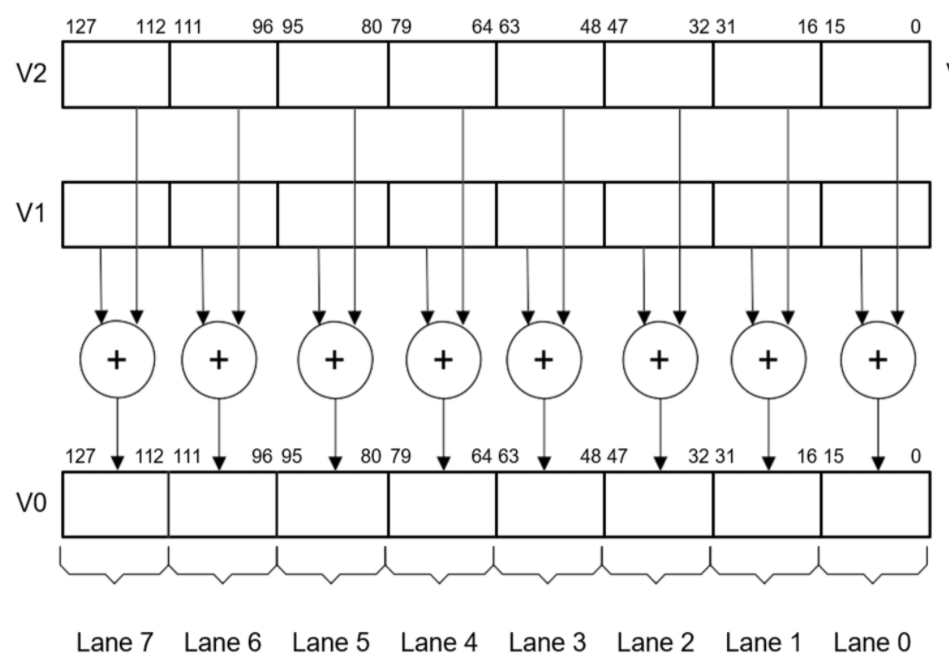 127 112 111 96 95 80 79 64 63 48 47 32 31 16 15 0
V2
V1
+ + + + + + + +
127 112 111 96 95 80 79 64 63 48 47 32 31 16 15 0
V0
Lane 7 Lane 6 Lane 5 Lane 4 Lane 3 Lane 2 Lane 1 Lane 0